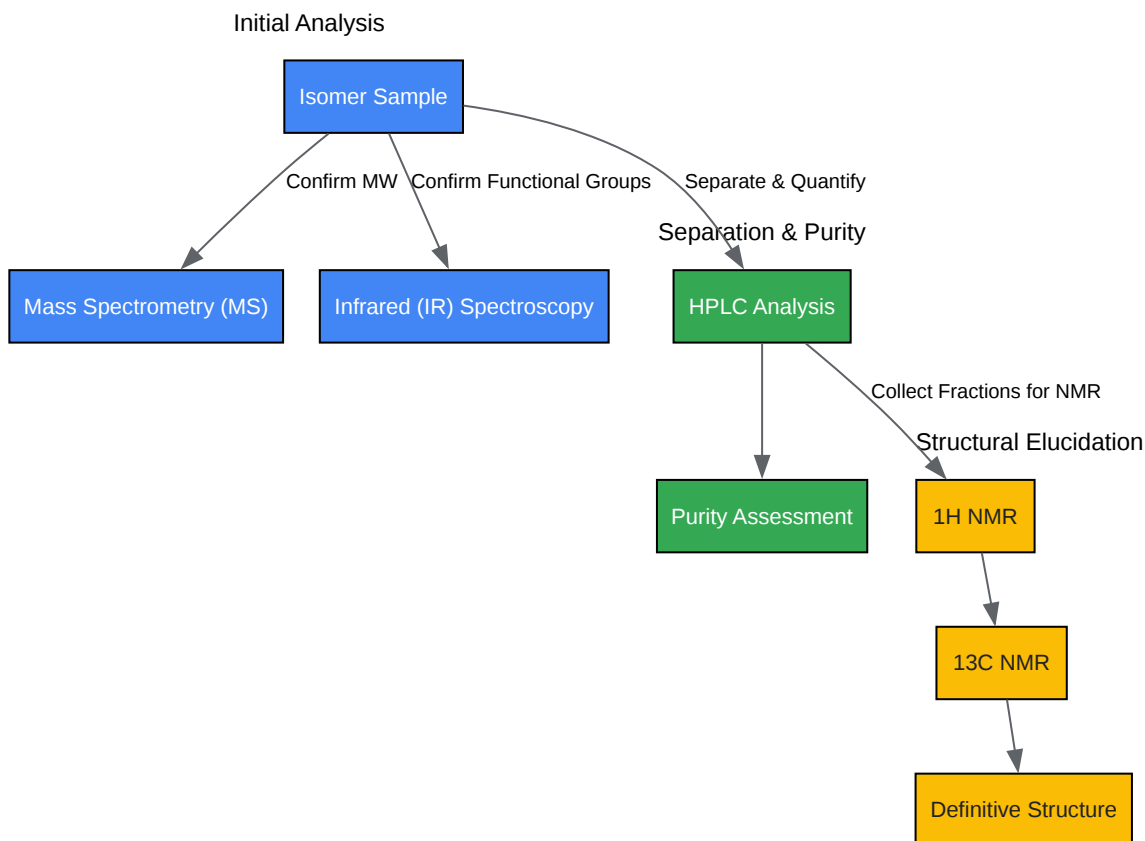 Initial Analysis
Isomer Sample
Confirm MW
Confirm Functional Groups
Separate & Quantify
Separation & Purity
Mass Spectrometry (MS)
Infrared (IR) Spectroscopy
HPLC Analysis
Collect Fractions for NMR
Structural Elucidation
Purity Assessment
1H NMR
13C NMR
Definitive Structure